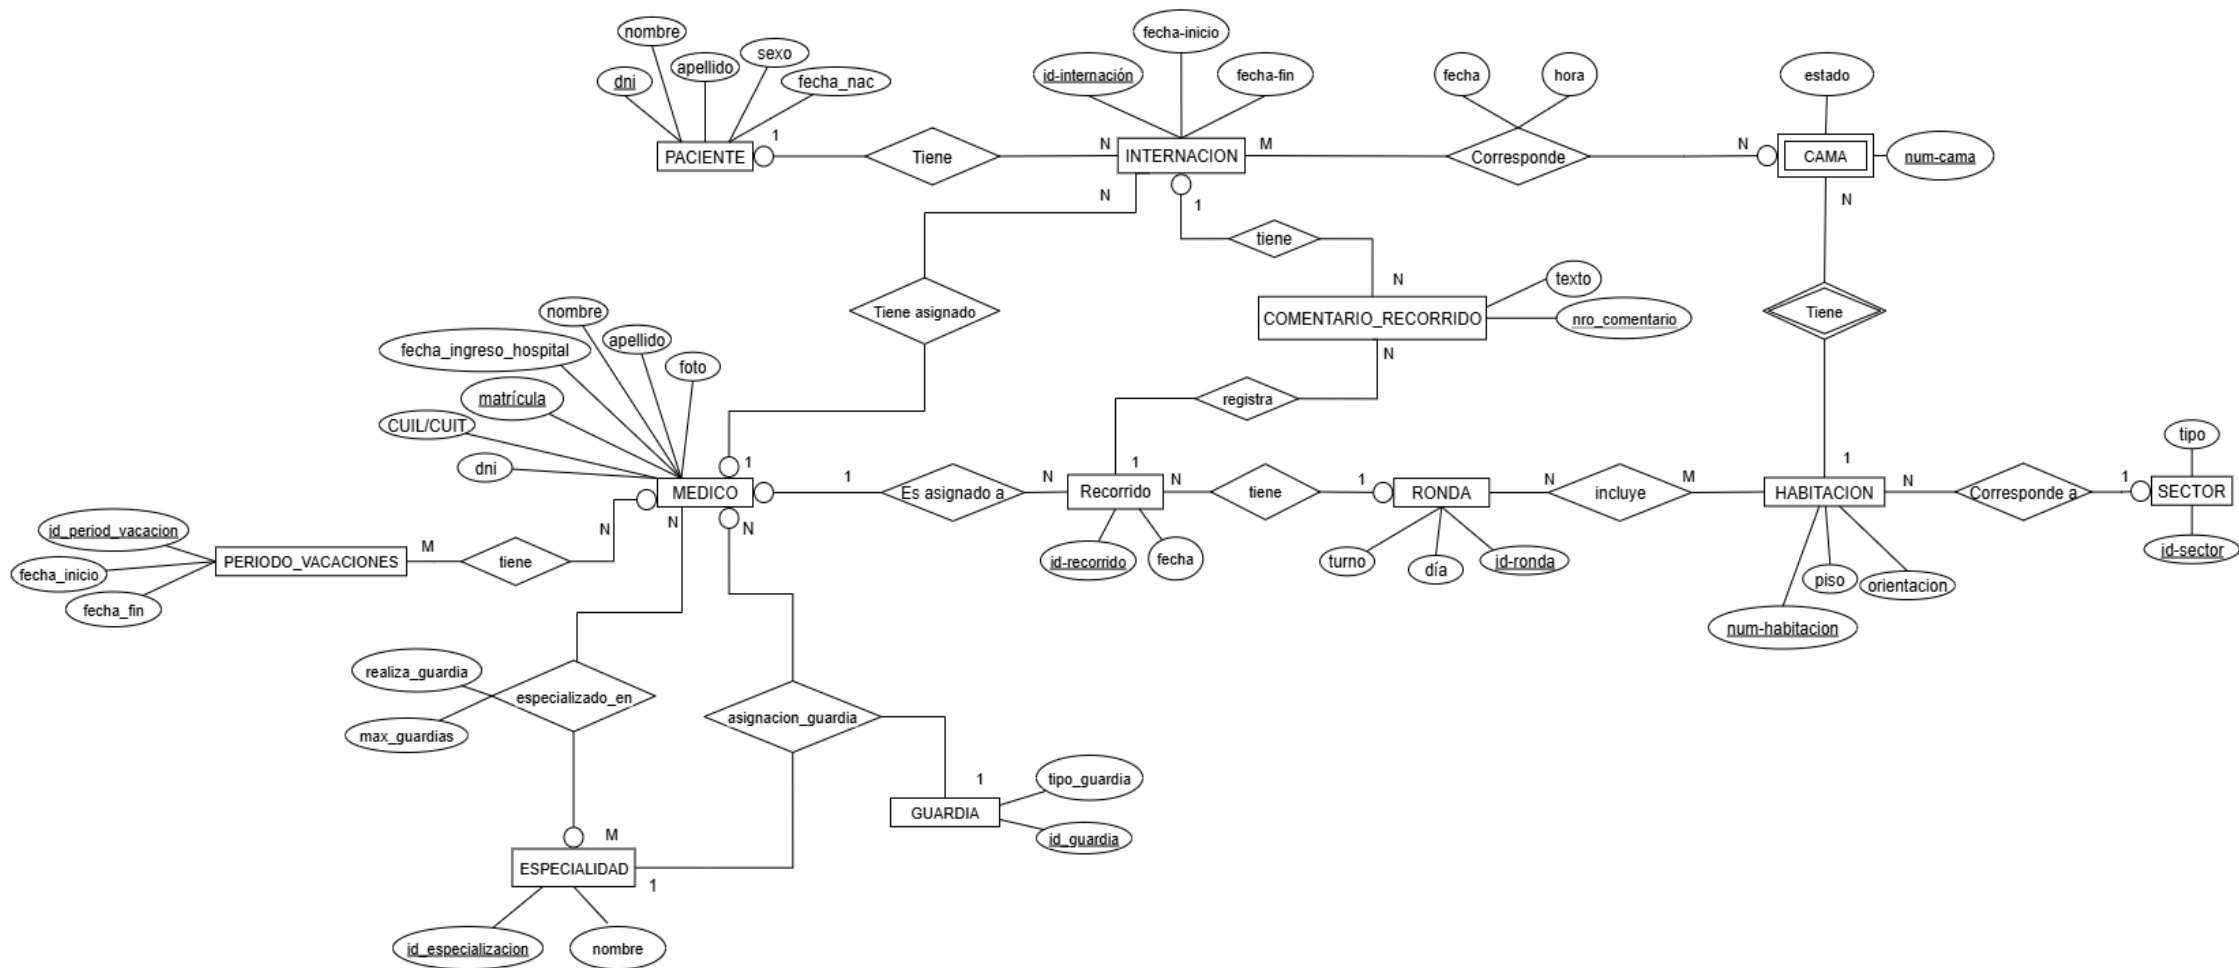 nombre
fecha-inicio
dni
apellido
sexo
fecha_nac
id-internación
fecha-fin
fecha
hora
estado
PACIENTE
1
Tiene
N
INTERNACION
M
Corresponde
N
CAMA
num-cama
N
1
N
tiene
N
texto
nro_comentario
COMENTARIO_RECORRIDO
N
Tiene asignado
Tiene
nombre
fecha_ingreso_hospital
apellido
foto
matrícula
CUIL/CUIT
dni
registra
tipo
1
MEDICO
1
Es asignado a
N
1
Recorrido
N
tiene
1
RONDA
N
incluye
M
1
HABITACION
N
Corresponde a
1
SECTOR
id_period_vacacion
fecha_inicio
fecha_fin
PERIODO_VACACIONES
M
tiene
N
N
N
id-recorrido
fecha
turno
día
id-ronda
piso
orientacion
num-habitacion
id-sector
realiza_guardia
especializado_en
max_guardias
asignacion_guardia
1
tipo_guardia
GUARDIA
id_guardia
M
ESPECIALIDAD
1
id_especializacion
nombre